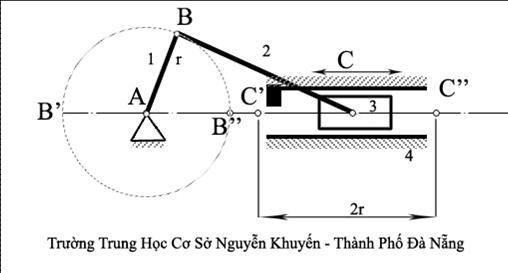 B
1
r
2
C
A
B'
B''
C'
3
C''
4
2r
Trường Trung Học Cơ Sở Nguyễn Khuyến - Thành Phố Đà Nẵng